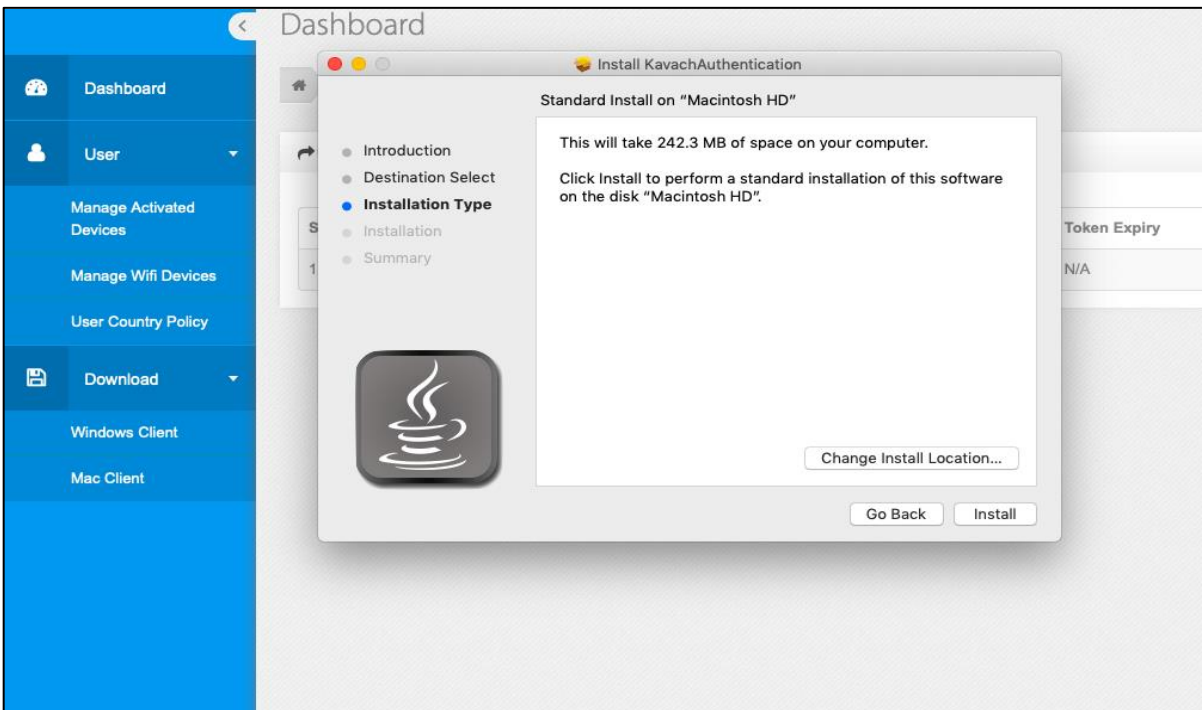 Dashboard
Dashboard
User
Manage Activated
Devices
Manage Wifi Devices
User Country Policy
Download
Windows Client
Mac Client
Install KavachAuthentication
Standard Install on “Macintosh HD”
Introduction
Destination Select
Installation Type
Installation
Summary
This will take 242.3 MB of space on your computer.
Click Install to perform a standard installation of this software
on the disk “Macintosh HD”.
Change Install Location...
Go Back
Install
S
Token Expiry
1
N/A